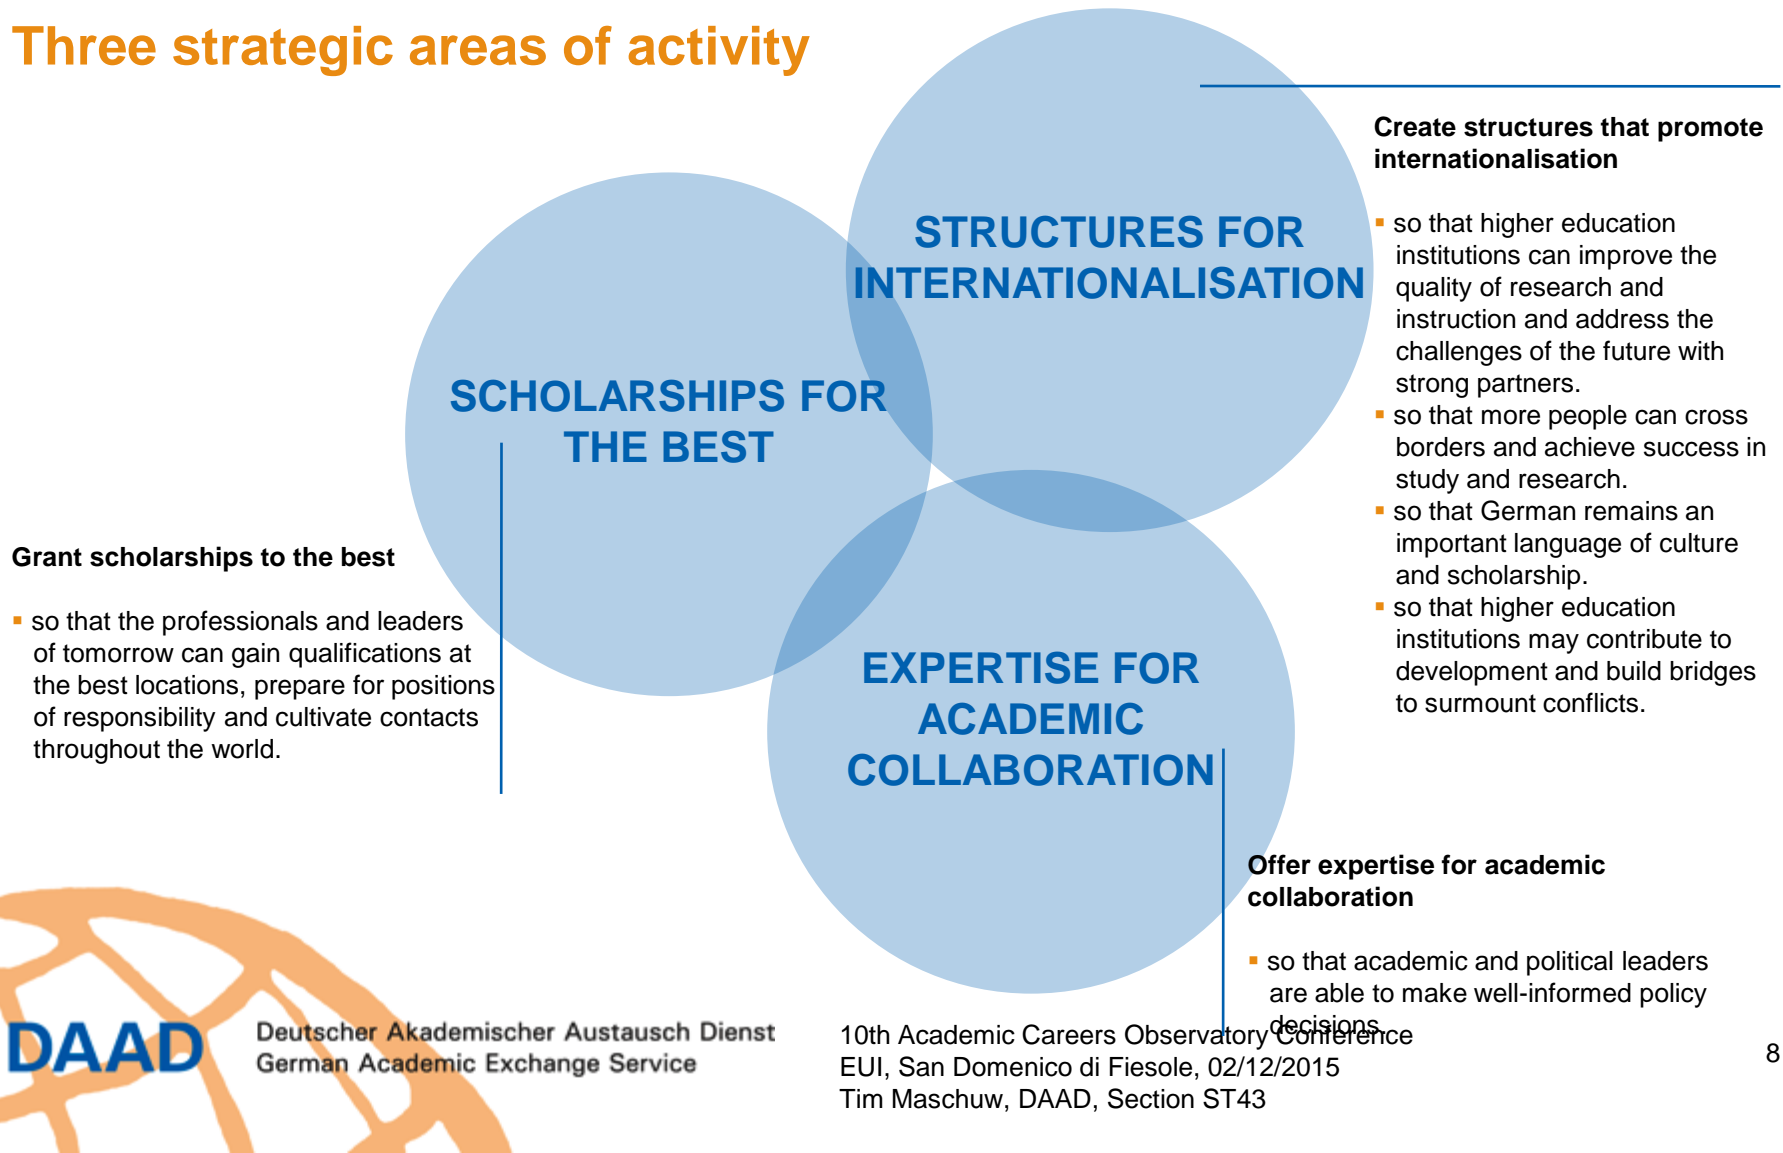 Three strategic areas of activity
STRUCTURES FOR
INTERNATIONALISATION
SCHOLARSHIPS FOR
THE BEST
EXPERTISE FOR
ACADEMIC
COLLABORATION
Create structures that promote
internationalisation
▪ so that higher education
institutions can improve the
quality of research and
instruction and address the
challenges of the future with
strong partners.
▪ so that more people can cross
borders and achieve success in
study and research.
▪ so that German remains an
important language of culture
and scholarship.
▪ so that higher education
institutions may contribute to
development and build bridges
to surmount conflicts.
Grant scholarships to the best
▪ so that the professionals and leaders
of tomorrow can gain qualifications at
the best locations, prepare for positions
of responsibility and cultivate contacts
throughout the world.
Offer expertise for academic
collaboration
▪ so that academic and political leaders
are able to make well-informed policy
decisions.
DAAD
Deutscher Akademischer Austausch Dienst
German Academic Exchange Service
10th Academic Careers Observatory Conference
EUI, San Domenico di Fiesole, 02/12/2015
Tim Maschuw, DAAD, Section ST43
8